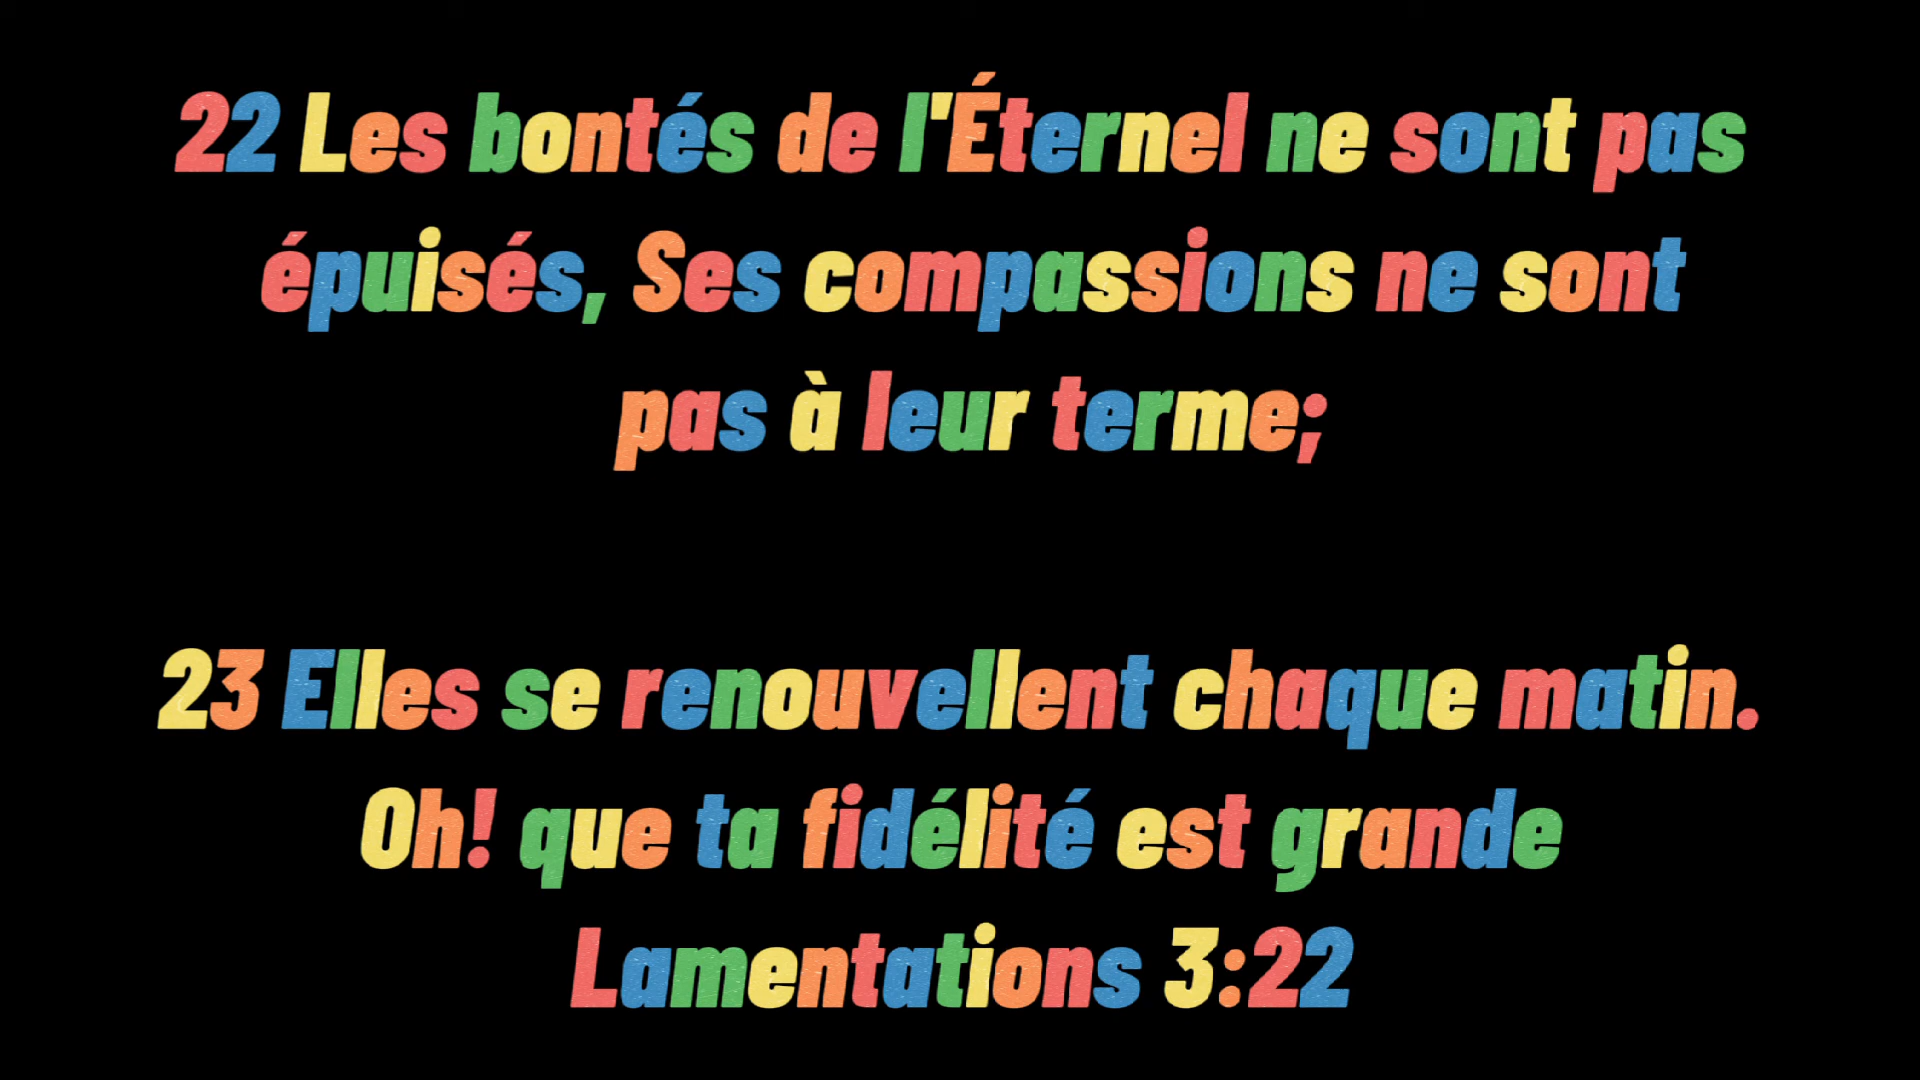 22 Les bontés de l'Éternel ne sont pas
épuisés, Ses compassions ne sont
pas à leur terme;
23 Elles se renouvellent chaque matin.
Oh! que ta fidélité est grande
Lamentations 3:22